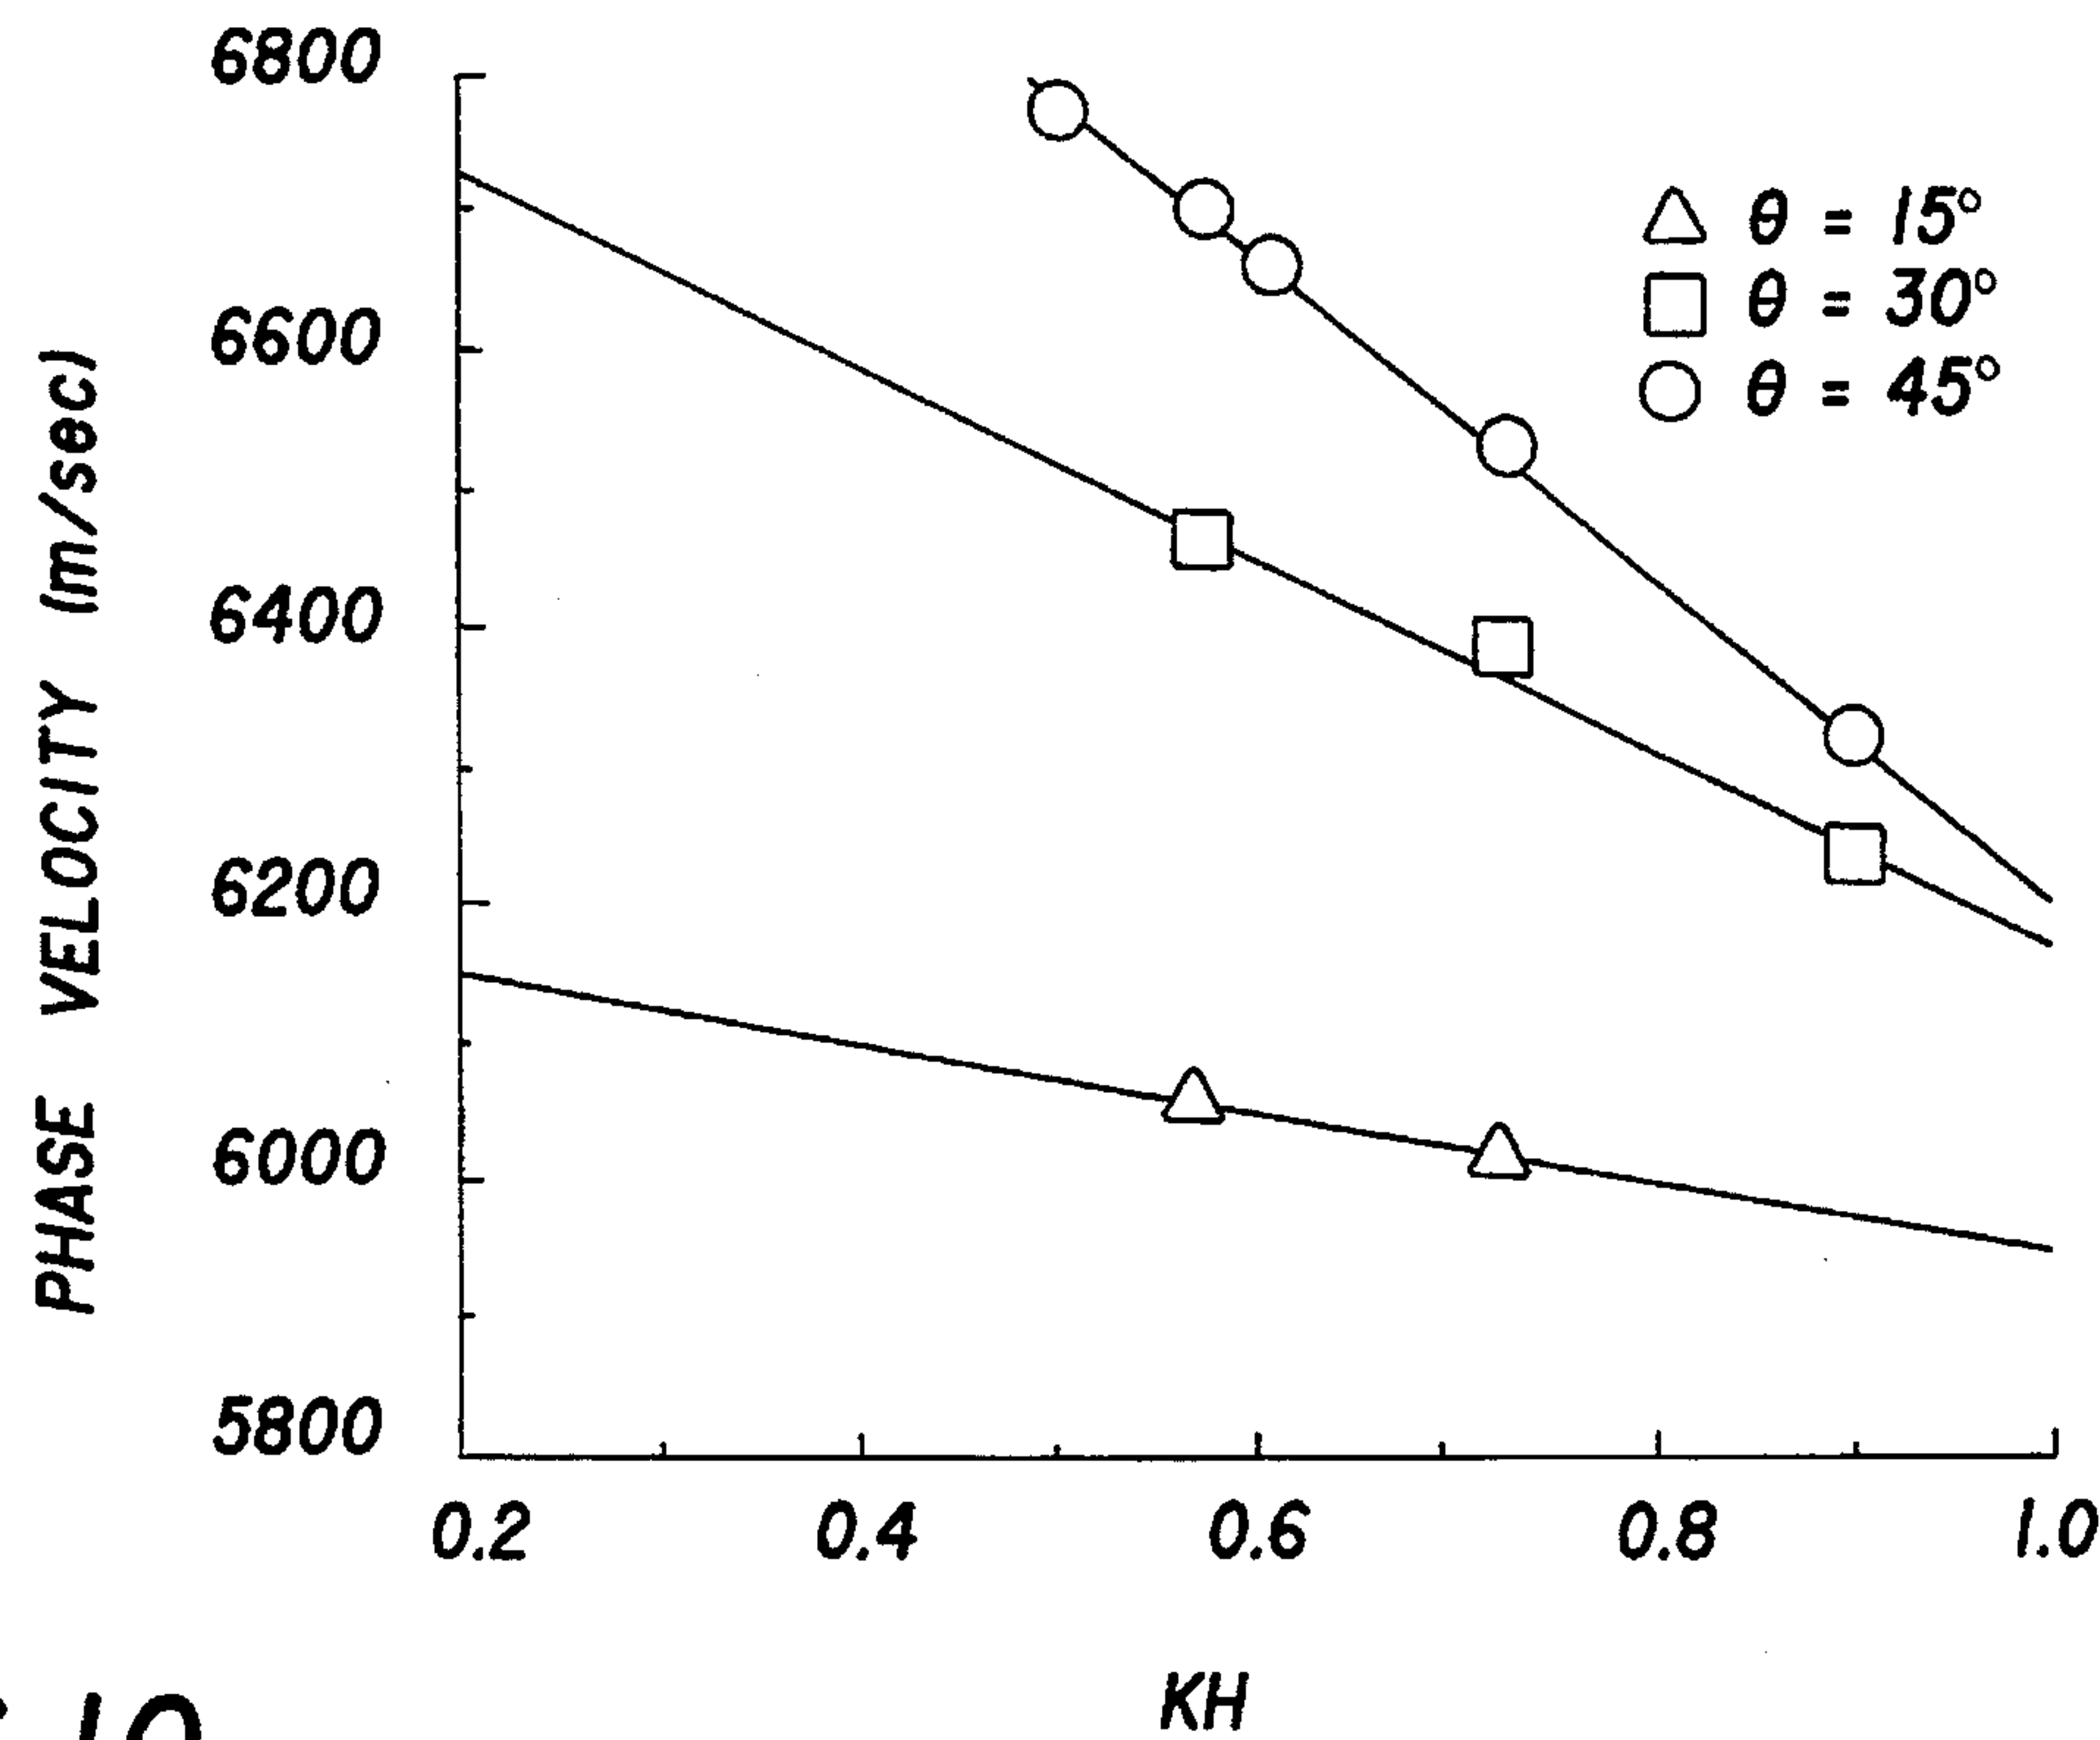 6800
6600
6400
6200
6000
5800
PHASE VELOCITY (m/sec)
θ = 15°
θ = 30°
θ = 45°
0.2 0.4 0.6 0.8 1.0
KH
10